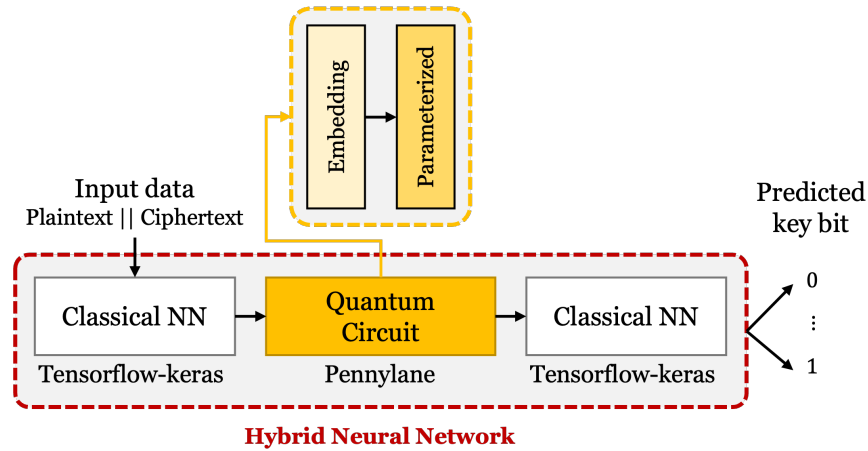 Embedding
Parameterized
Input data
Plaintext || Ciphertext
Predicted
key bit
Classical NN
Quantum
Circuit
Classical NN
0
...
1
Tensorflow-keras
Pennylane
Tensorflow-keras
Hybrid Neural Network